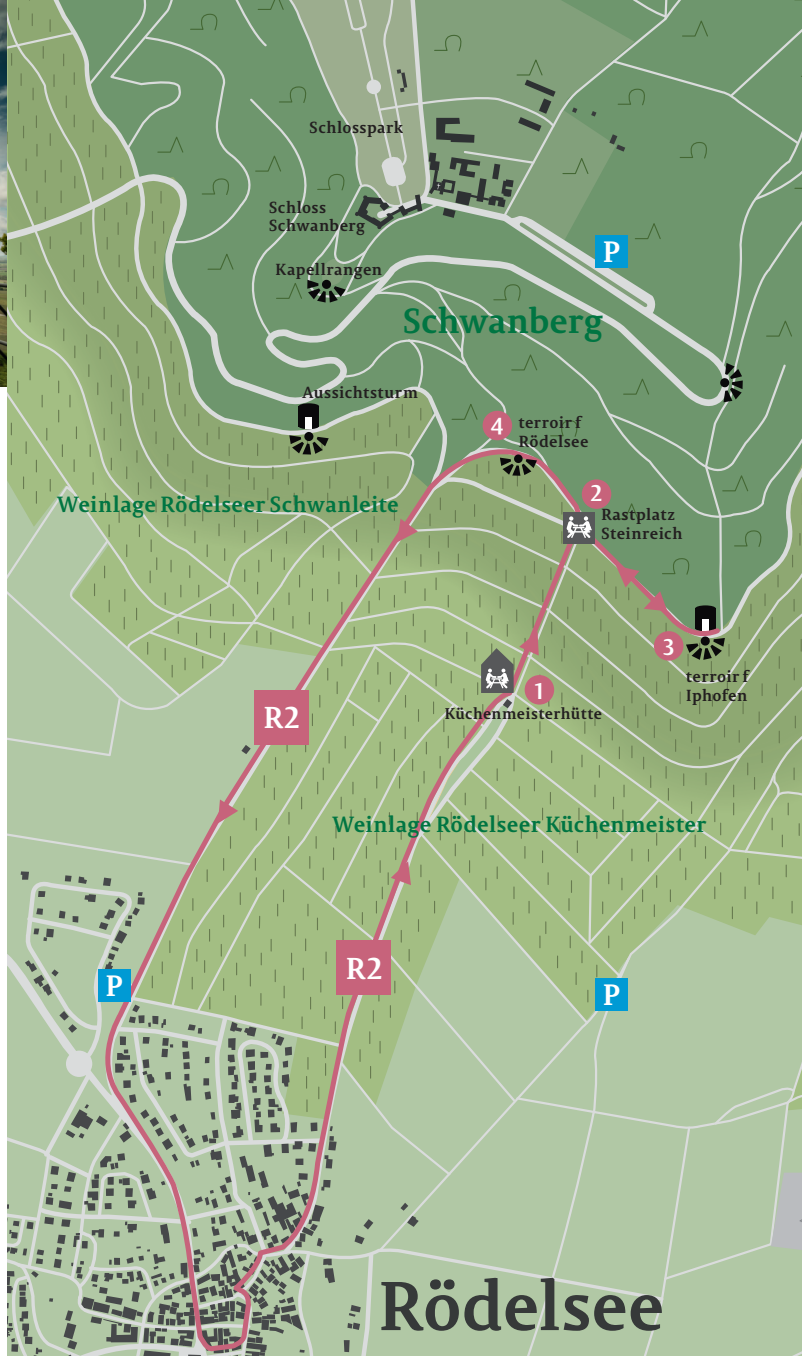 Schlosspark
Schloss
Schwanberg
P
Kapellrangen
Schwanberg
Aussichtsturm
4
terroir f
Rödelsee
2
Rastplatz
Steinreich
Weinlage Rödelseer Schwanleite
3
terroir f
Iphofen
1
Küchenmeisterhütte
R2
Weinlage Rödelseer Küchenmeister
R2
P
P
Rödelsee